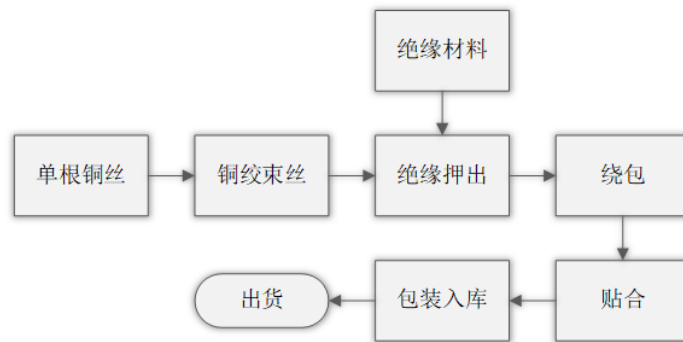 绝缘材料
单根铜丝
铜绞束丝
绝缘押出
绕包
出货
包装入库
贴合